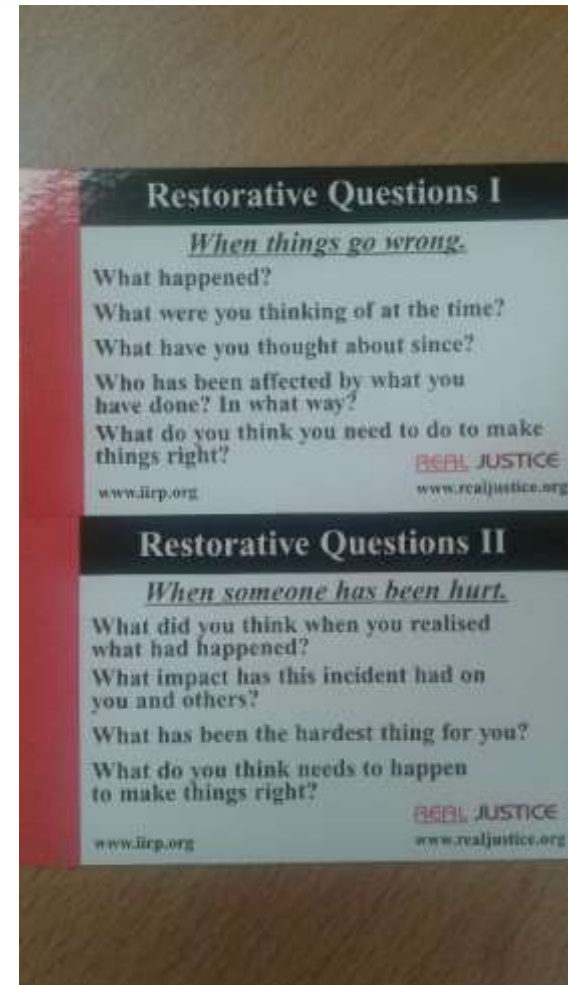 Restorative Questions I
When things go wrong.
What happened?
What were you thinking of at the time?
What have you thought about since?
Who has been affected by what you
have done? In what way?
What do you think you need to do to make
things right?
REAL JUSTICE
www.iirp.org
www.realjustice.org
Restorative Questions II
When someone has been hurt.
What did you think when you realised
what had happened?
What impact has this incident had on
you and others?
What has been the hardest thing for you?
What do you think needs to happen
to make things right?
REAL JUSTICE
www.iirp.org
www.realjustice.org